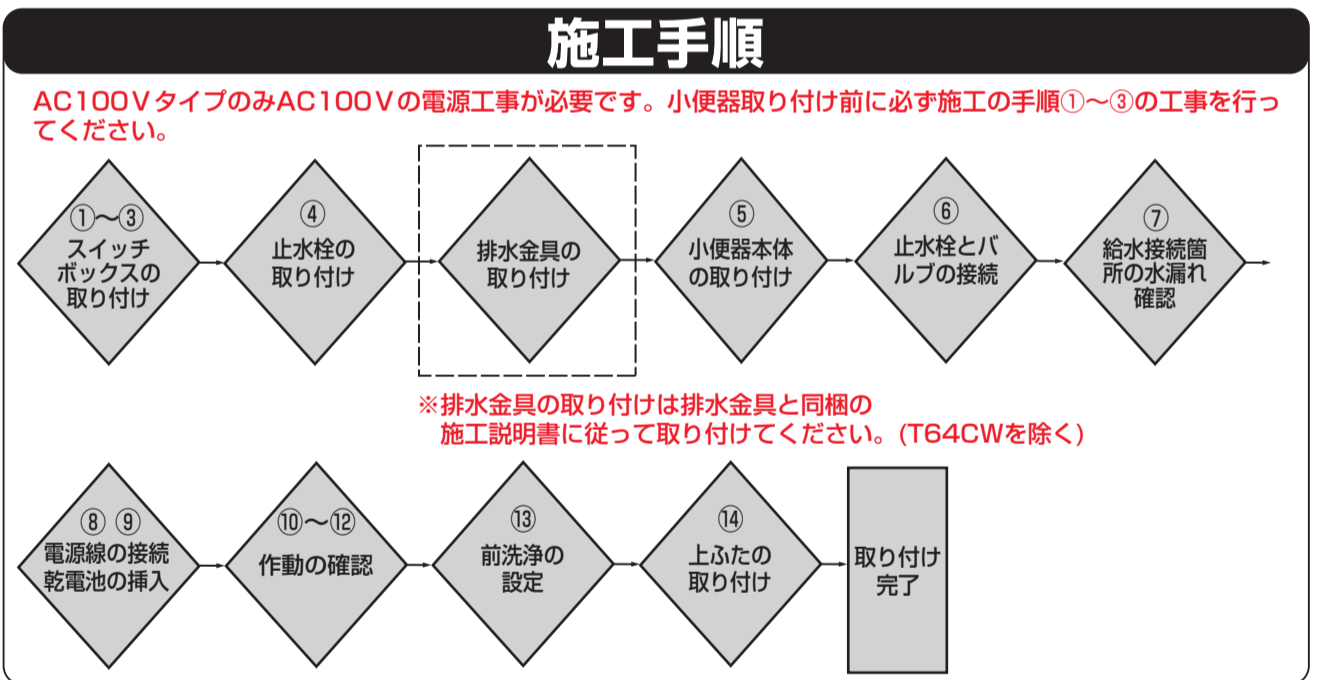 施工手順
AC100VタイプのみAC100Vの電源工事が必要です。小便器取り付け前に必ず施工の手順①～③の工事を行っ
てください。
①～③
スイッチ
ボックスの
取り付け
④
止水栓の
取り付け
排水金具の
取り付け
⑤
小便器本体
の取り付け
⑥
止水栓とバ
ルブの接続
⑦
給水接続箇
所の水漏れ
確認
※排水金具の取り付けは排水金具と同梱の
施工説明書に従って取り付けてください。(T64CWを除く)
⑧ ⑨
電源線の接続
乾電池の挿入
⑩～⑫
作動の確認
⑬
前洗浄の
設定
⑭
上ふたの
取り付け
取り付け
完了